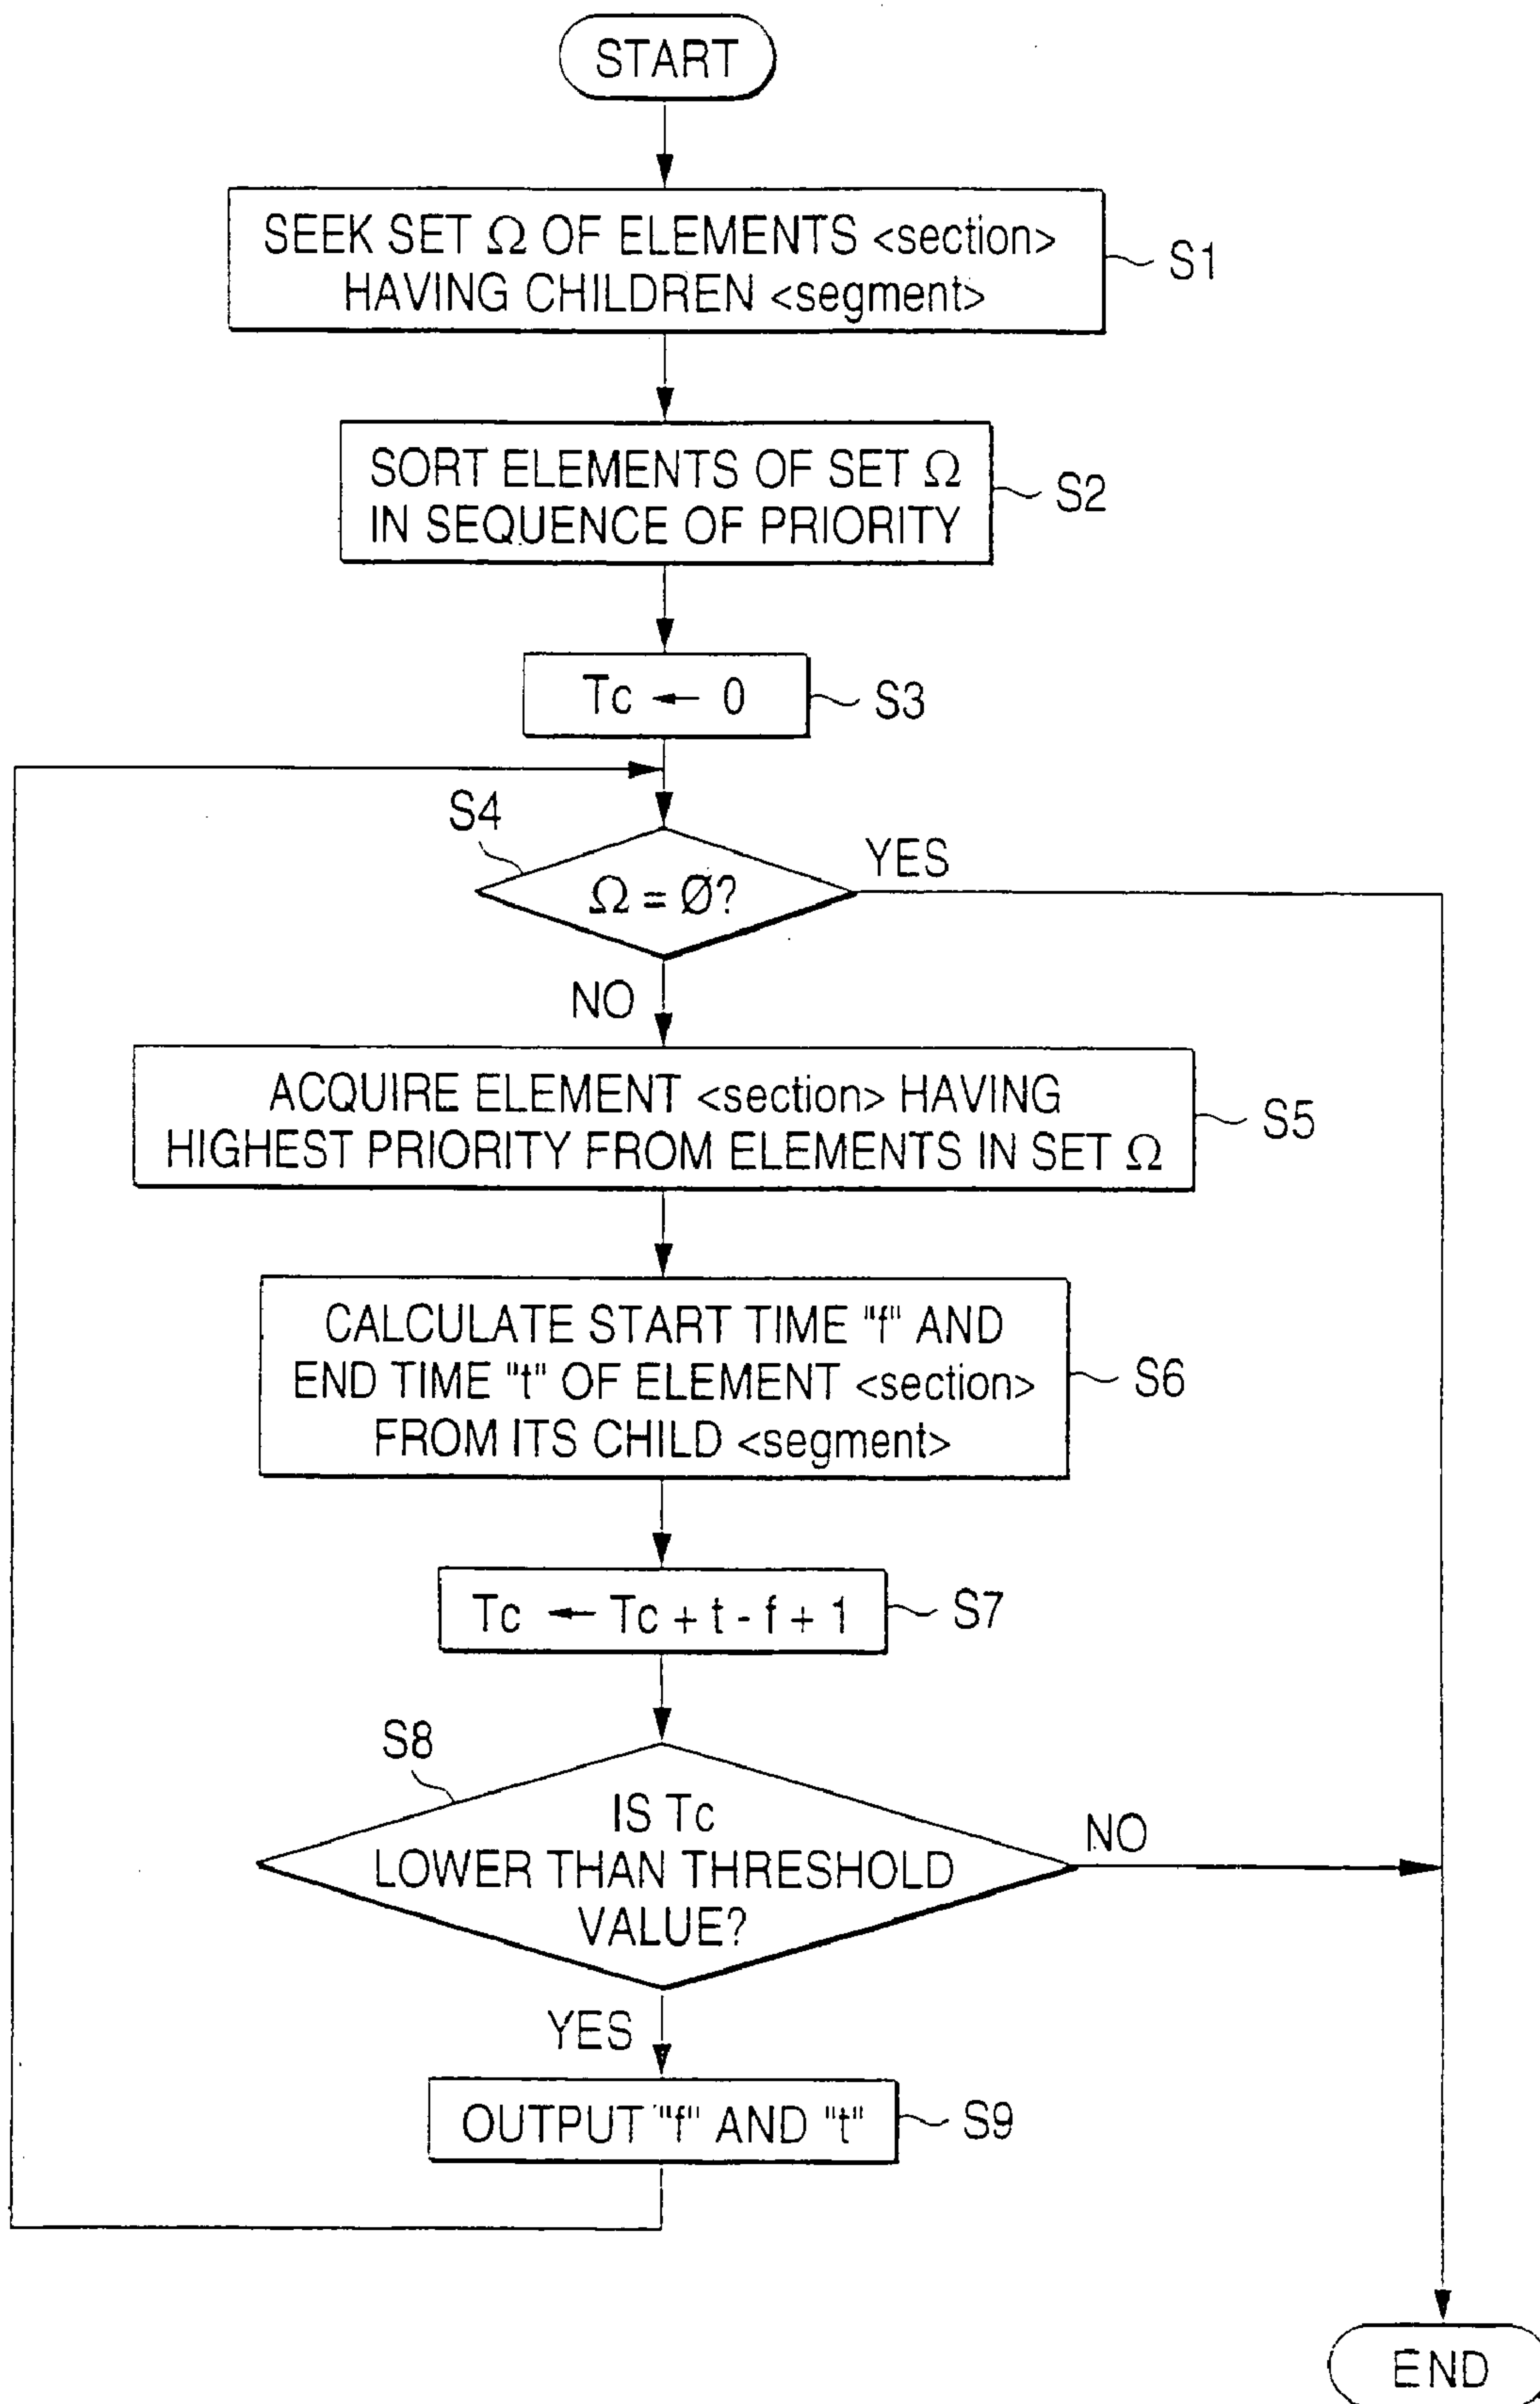 START
SEEK SET Ω OF ELEMENTS <section>
HAVING CHILDREN <segment>
S1
SORT ELEMENTS OF SET Ω
IN SEQUENCE OF PRIORITY
S2
Tc ← 0
S3
S4
Ω = Ø?
YES
NO
ACQUIRE ELEMENT <section> HAVING
HIGHEST PRIORITY FROM ELEMENTS IN SET Ω
S5
CALCULATE START TIME "f" AND
END TIME "t" OF ELEMENT <section>
FROM ITS CHILD <segment>
S6
Tc ← Tc + t - f + 1
S7
S8
IS Tc
LOWER THAN THRESHOLD
VALUE?
NO
YES
OUTPUT "f" AND "t"
S9
END